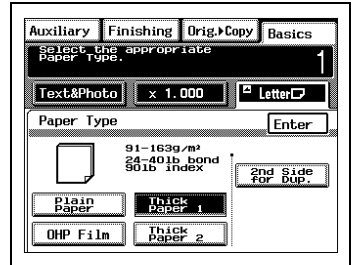 Auxiliary Finishing Orig.▸Copy Basics
Select the appropriate
Paper Type.
1
Text&Photo x 1.000 Letter
Paper Type Enter
91-163g/m²
24-40lb bond
90lb index
2nd Side
for Dup.
Plain
Paper
Thick
Paper 1
OHP Film
Thick
Paper 2